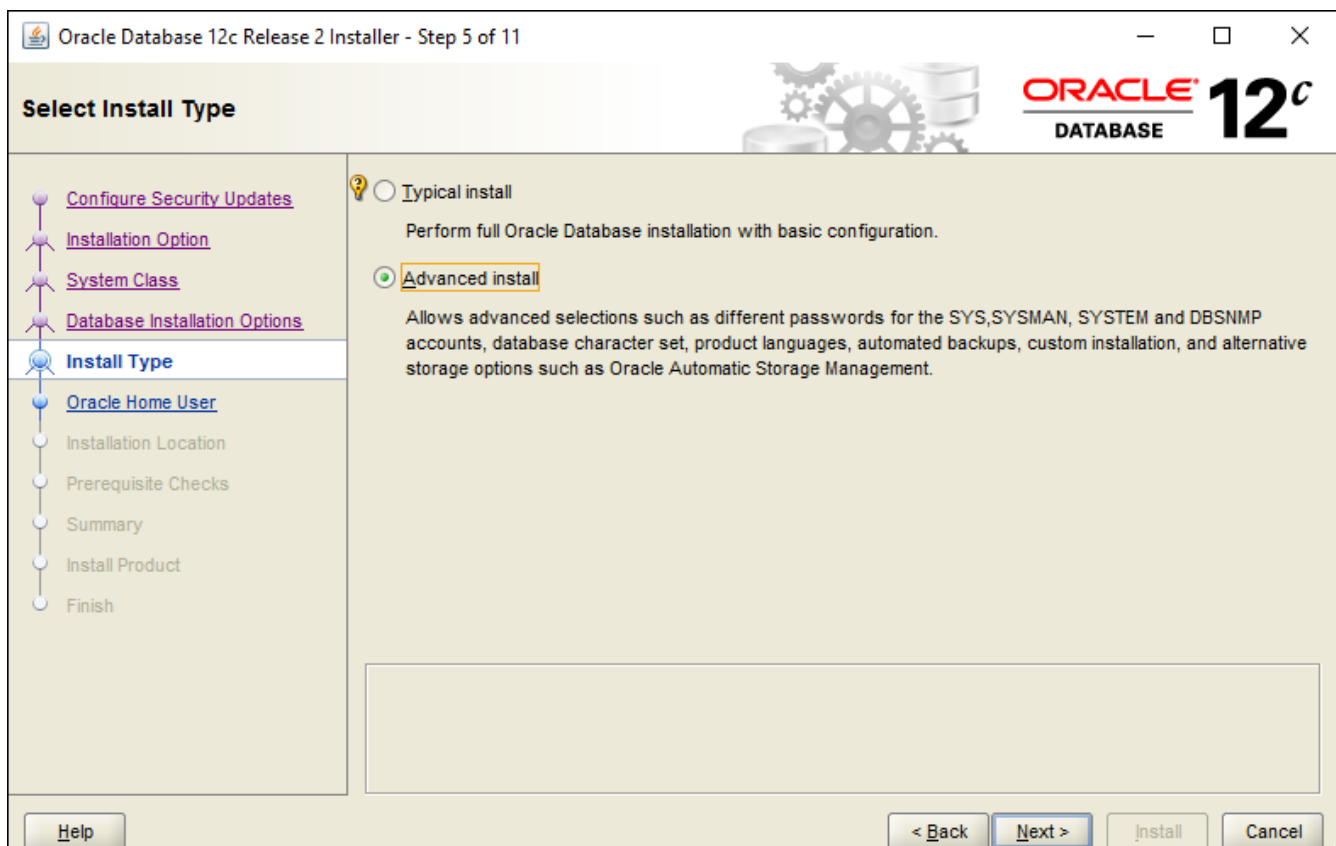 Oracle Database 12c Release 2 Installer - Step 5 of 11
Select Install Type
ORACLE
DATABASE
12c
Configure Security Updates
Installation Option
System Class
Database Installation Options
Install Type
Oracle Home User
Installation Location
Prerequisite Checks
Summary
Install Product
Finish
Typical install
Perform full Oracle Database installation with basic configuration.
Advanced install
Allows advanced selections such as different passwords for the SYS,SYSMAN, SYSTEM and DBSNMP
accounts, database character set, product languages, automated backups, custom installation, and alternative
storage options such as Oracle Automatic Storage Management.
Help
< Back
Next >
Install
Cancel